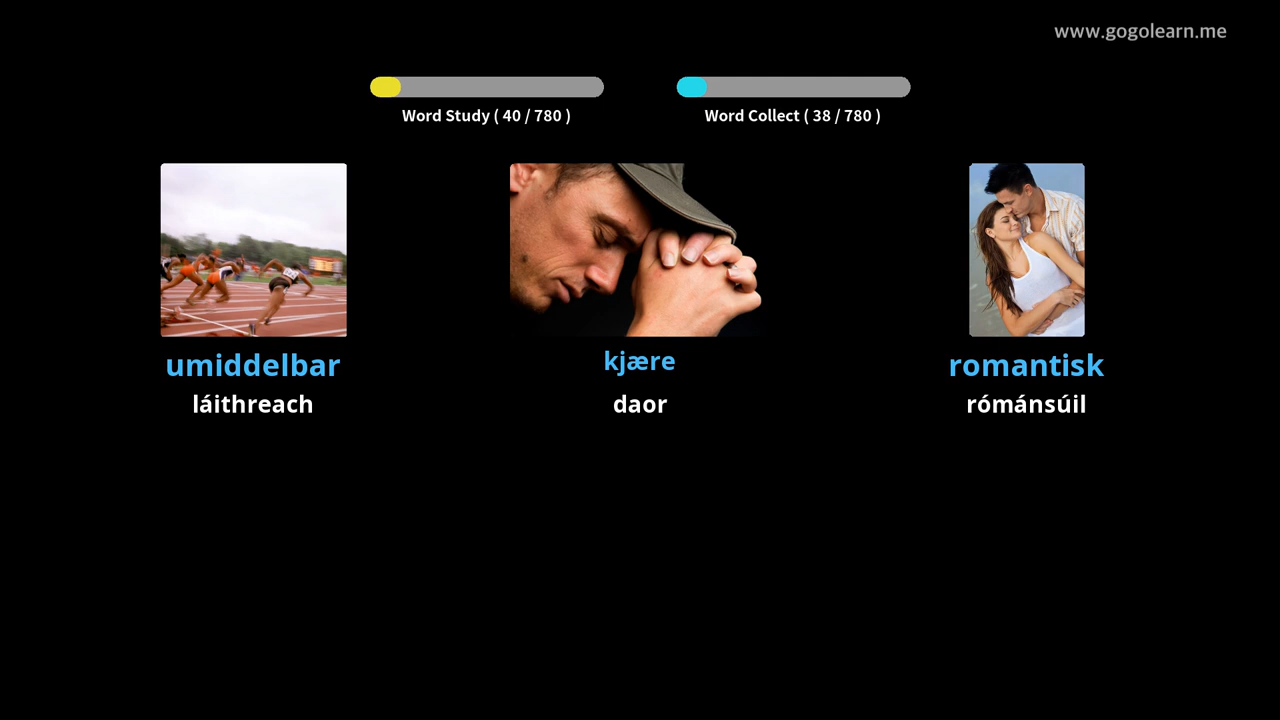 www.gogolearn.me
Word Study ( 40 / 780 )
Word Collect ( 38 / 780 )
umiddelbar
kjære
romantisk
láithreach
daor
rómánsúil